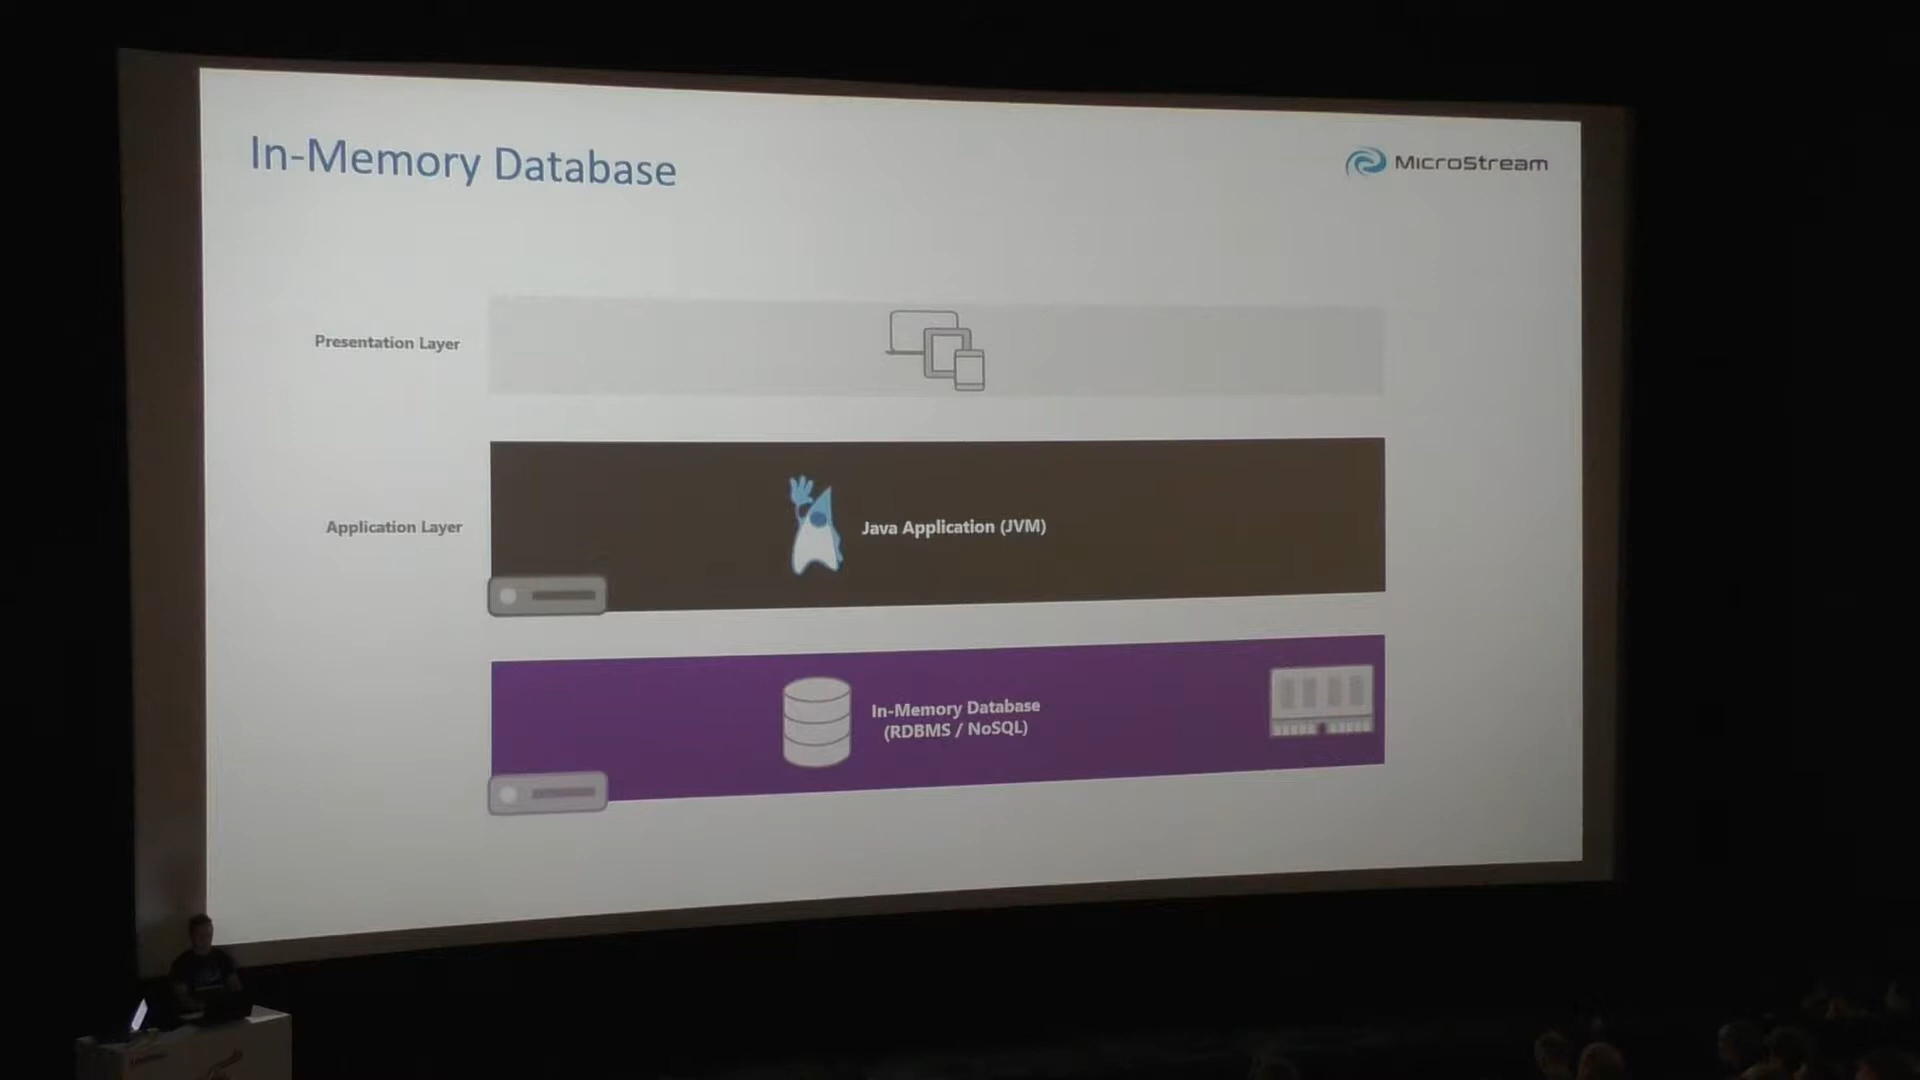 In-Memory Database
MicroStream
Presentation Layer
Application Layer
Java Application (JVM)
In-Memory Database
(RDBMS / NoSQL)